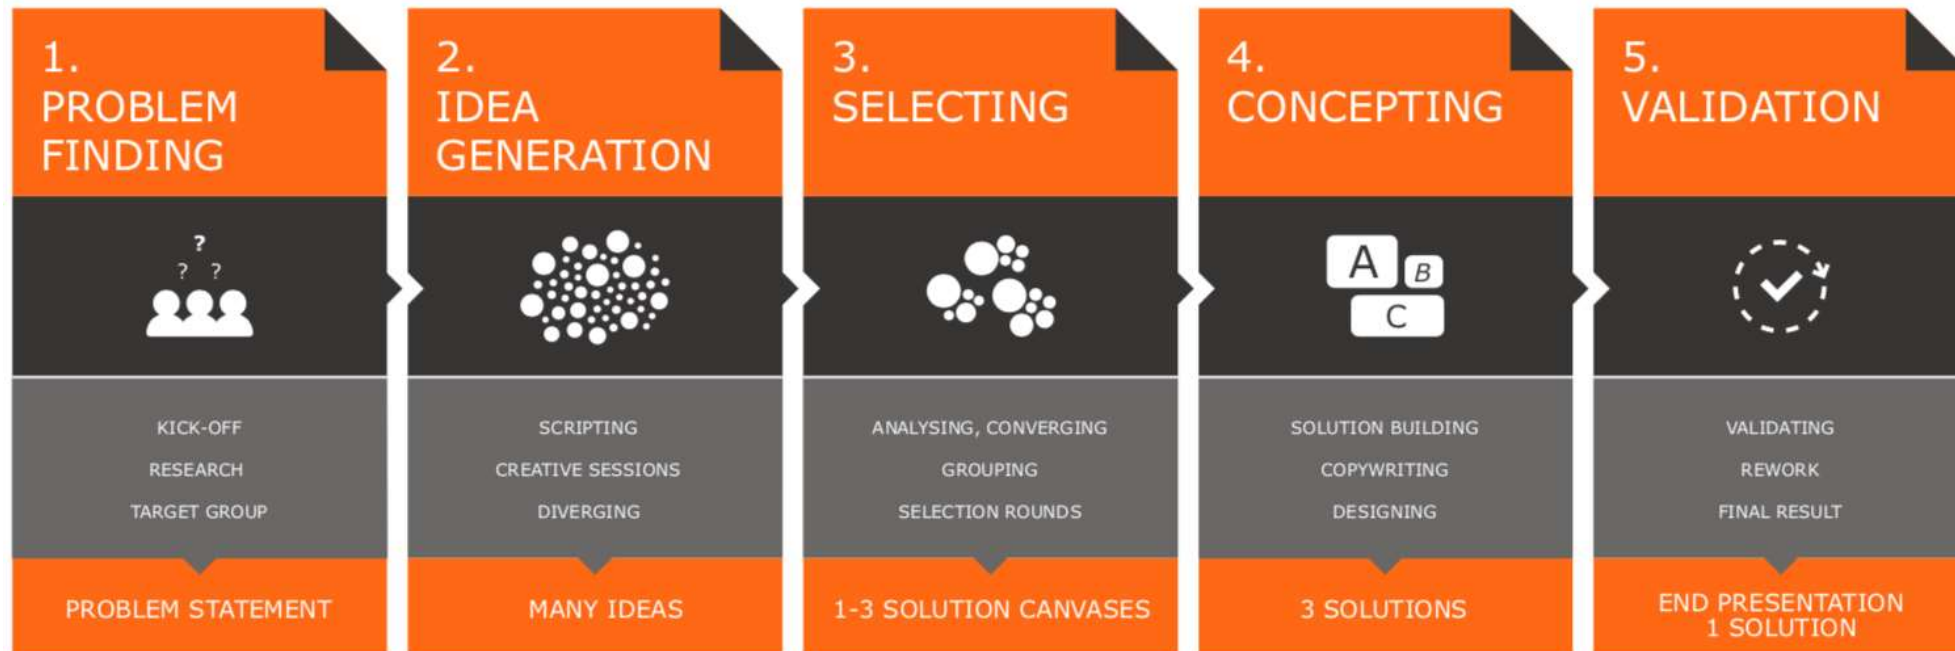 1.
PROBLEM
FINDING
? 
? ?
KICK-OFF
RESEARCH
TARGET GROUP
PROBLEM STATEMENT
2.
IDEA
GENERATION
SCRIPTING
CREATIVE SESSIONS
DIVERGING
MANY IDEAS
3.
SELECTING
ANALYSING, CONVERGING
GROUPING
SELECTION ROUNDS
1-3 SOLUTION CANVASES
4.
CONCEPTING
A
B
C
SOLUTION BUILDING
COPYWRITING
DESIGNING
3 SOLUTIONS
5.
VALIDATION
VALIDATING
REWORK
FINAL RESULT
END PRESENTATION
1 SOLUTION